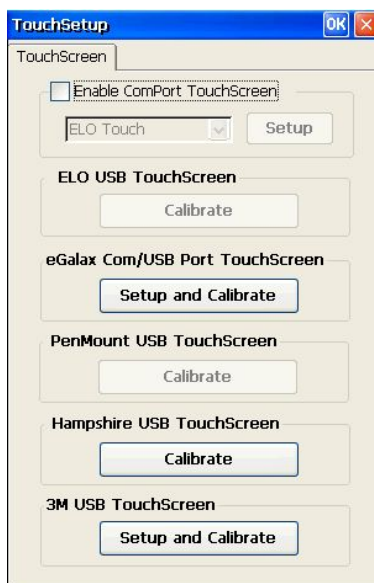 TouchSetup OK
TouchScreen
Enable ComPort TouchScreen
ELO Touch Setup
ELO USB TouchScreen
Calibrate
eGalax Com/USB Port TouchScreen
Setup and Calibrate
PenMount USB TouchScreen
Calibrate
Hampshire USB TouchScreen
Calibrate
3M USB TouchScreen
Setup and Calibrate